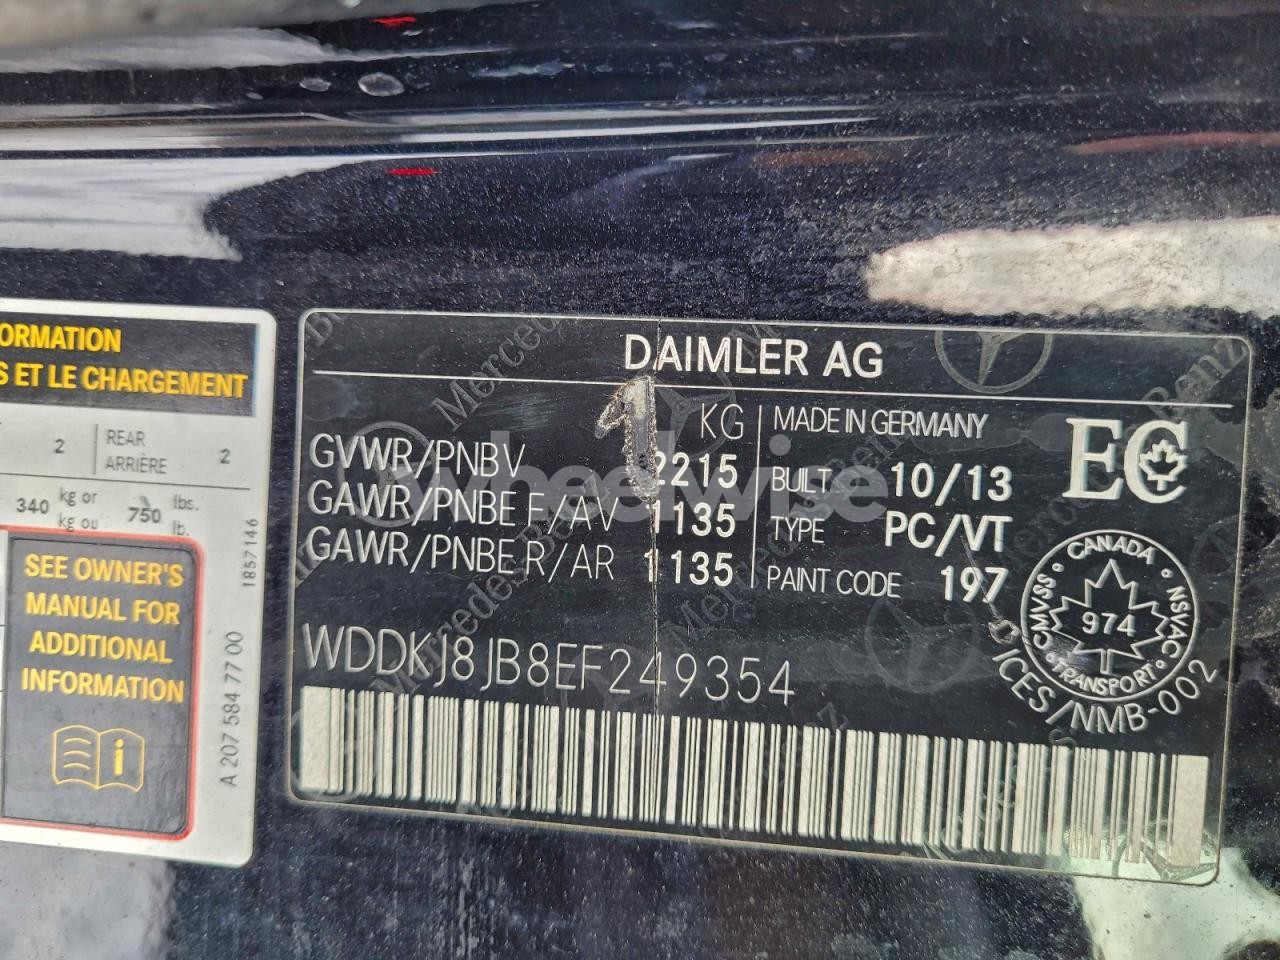 ORMATION
S ET LE CHARGEMENT
2
REAR
ARRIÈRE
2
340 kg or 750 lbs.
kg ou lb.
SEE OWNER'S
MANUAL FOR
ADDITIONAL
INFORMATION
1857146
A 207 584 77 00
DAIMLER AG
KG
GVWR/PNBV 2215
GAWR/PNBE F/AV 1135
GAWR/PNBE R/AR 1135
MADE IN GERMANY
BUILT 10/13
TYPE PC/VT
PAINT CODE 197
EC
CANADA
CMVSS 974 NSVAC
TRANSPORT
ICES/NMB-002
WDDKJ8JB8EF249354
Mercedes-Benz
wheelwise